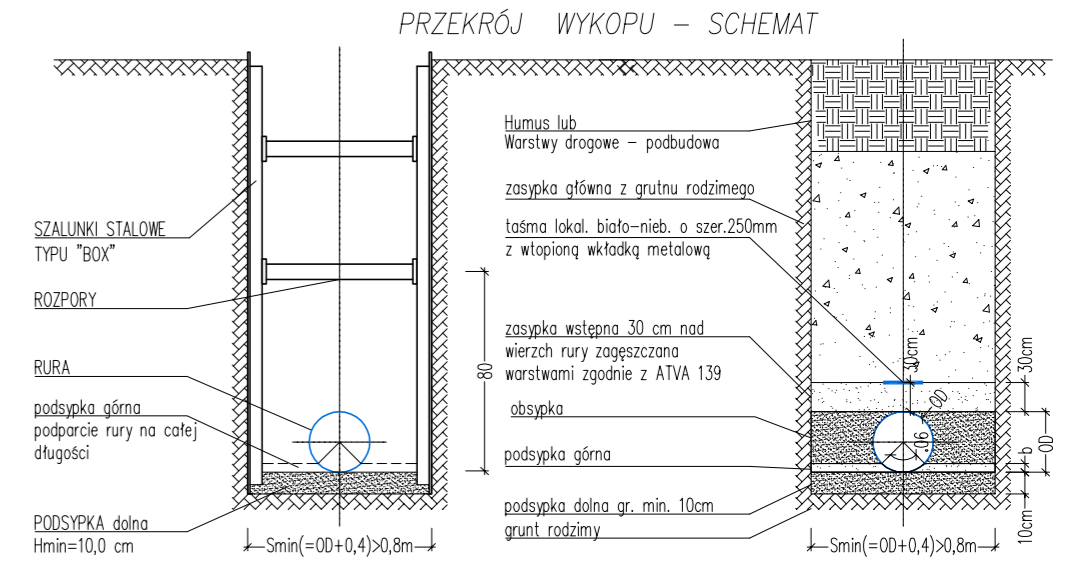 PRZEKRÓJ WYKOPU – SCHEMAT
SZALUNKI STALOWE
TYPU "BOX"
ROZPORY
RURA
podsypka górna
podparcie rury na całej
długości
PODSYPKA dolna
Hmin=10,0 cm
80
Smin(=OD+0,4)>0,8m
Humus lub
Warstwy drogowe – podbudowa
zasypka główna z grutnu rodzimego
taśma lokal. biało-nieb. o szer.250mm
z wtopioną wkładką metalową
zasypka wstępna 30 cm nad
wierzch rury zagęszczana
warstwami zgodnie z ATVA 139
obsypka
podsypka górna
podsypka dolna gr. min. 10cm
grunt rodzimy
30cm
30cm
OD
90°
b
OD
10cm
Smin(=OD+0,4)>0,8m